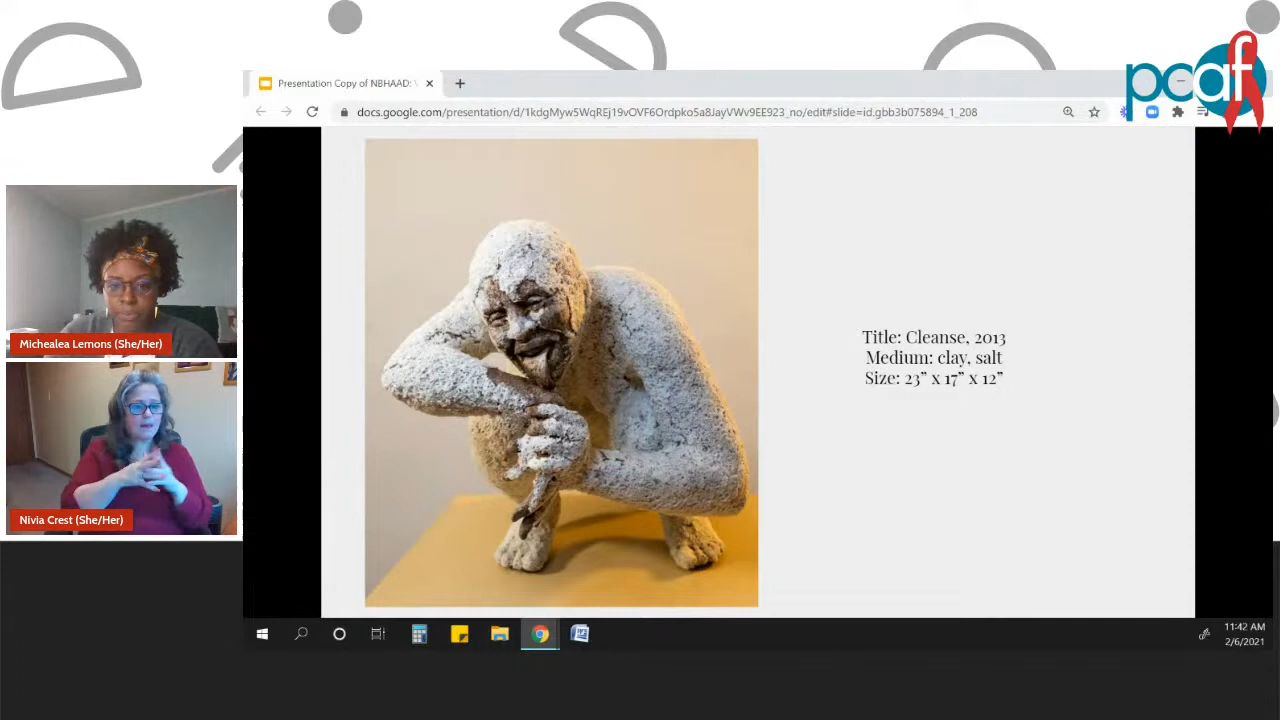 pcaf
Presentation Copy of NBHAAD:
docs.google.com/presentation/d/1kdgMyw5WqREj19vOVF6Ordpko5a8JayVWv9EE923_no/edit#slide=id.gbb3b075894_1_208
Micheala Lemons (She/Her)
Nivia Crest (She/Her)
Title: Cleanse, 2013
Medium: clay, salt
Size: 23” x 17” x 12”
11:42 AM
2/6/2021